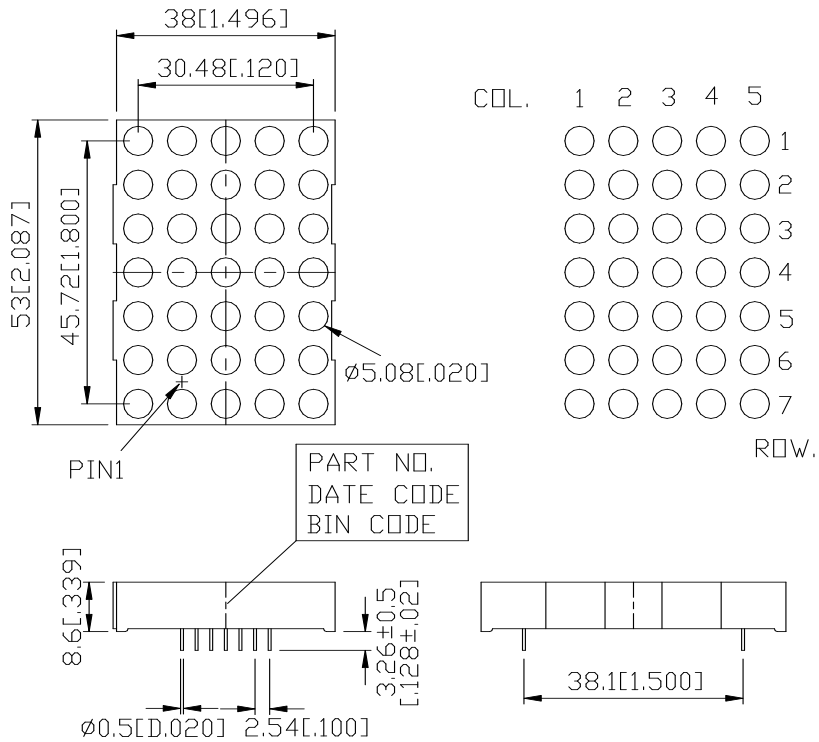 38[1.496]
30.48[.120]
COL. 1 2 3 4 5
1
2
3
4
5
6
7
ROW.
53[2.087]
45.72[1.800]
Ø5.08[.020]
PIN1
PART NO.
DATE CODE
BIN CODE
8.6[.339]
3.26±0.5
[.128±.02]
38.1[1.500]
Ø0.5[D.020]
2.54[.100]